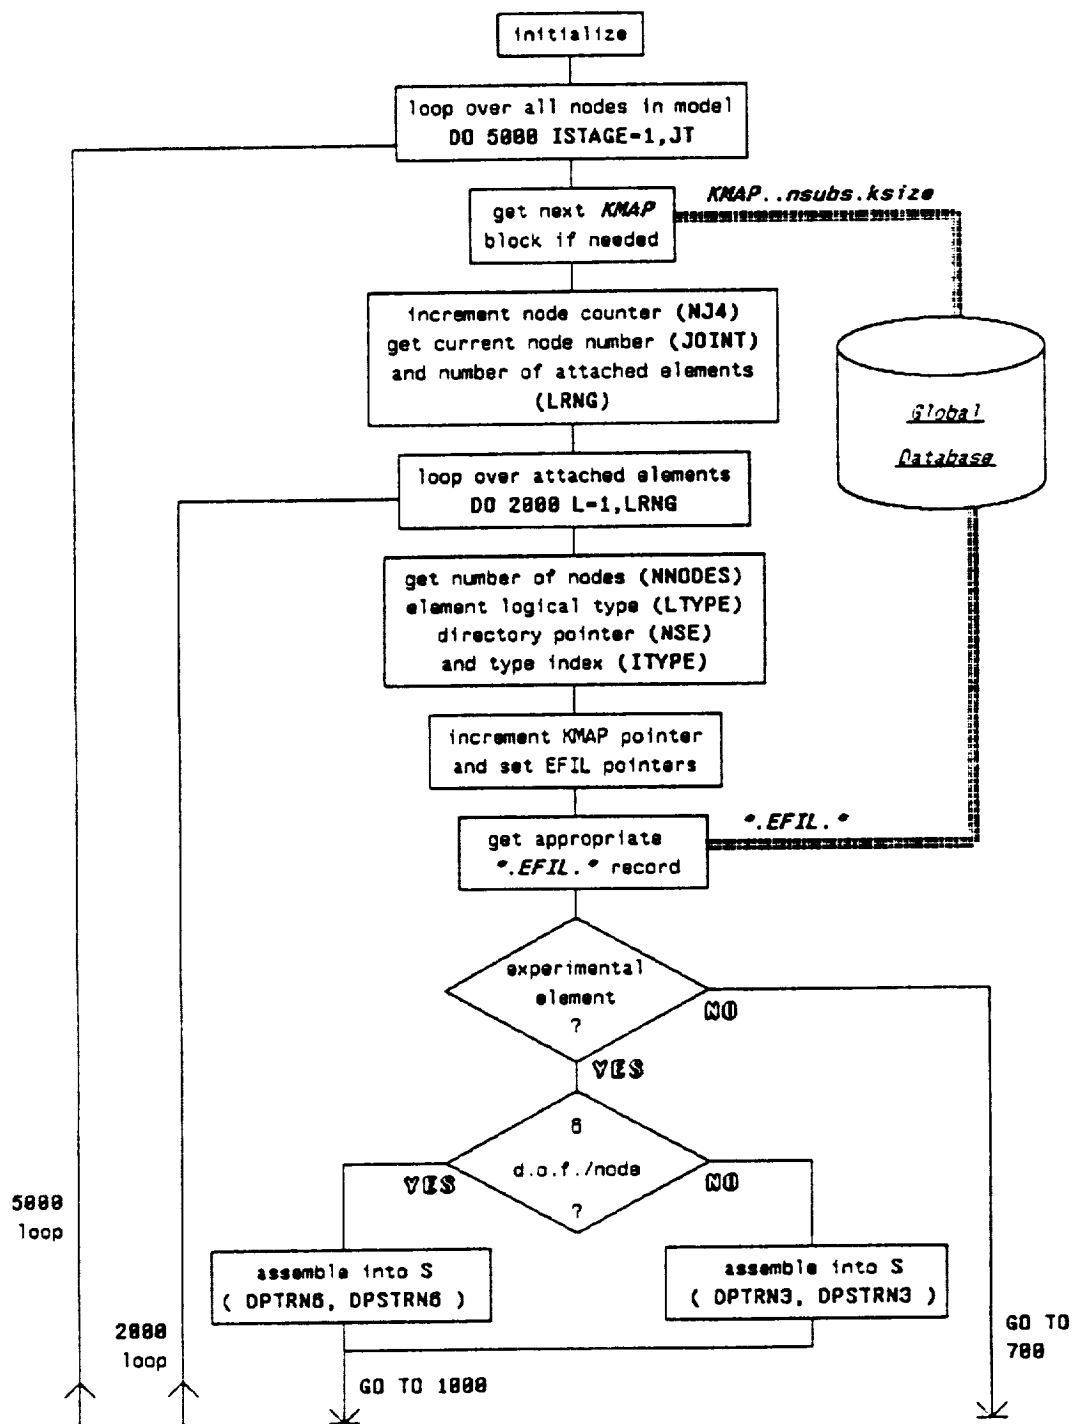 initialize
loop over all nodes in model
DO 5000 ISTAGE=1,JT
get next KMAP
block if needed
KMAP..nsubs.ksize
increment node counter (NJ4)
get current node number (JOINT)
and number of attached elements
(LRNG)
Global
Database
loop over attached elements
DO 2000 L=1,LRNG
get number of nodes (NNODES)
element logical type (LTYPE)
directory pointer (NSE)
and type index (ITYPE)
increment KMAP pointer
and set EFIL pointers
get appropriate
*.EFIL.* record
*.EFIL.*
experimental
element
?
NO
YES
6
d.o.f./node
?
YES
NO
5000
loop
assemble into S
( DPTRN6, DPSTRN6 )
assemble into S
( DPTRN3, DPSTRN3 )
2000
loop
GO TO 1000
GO TO
700